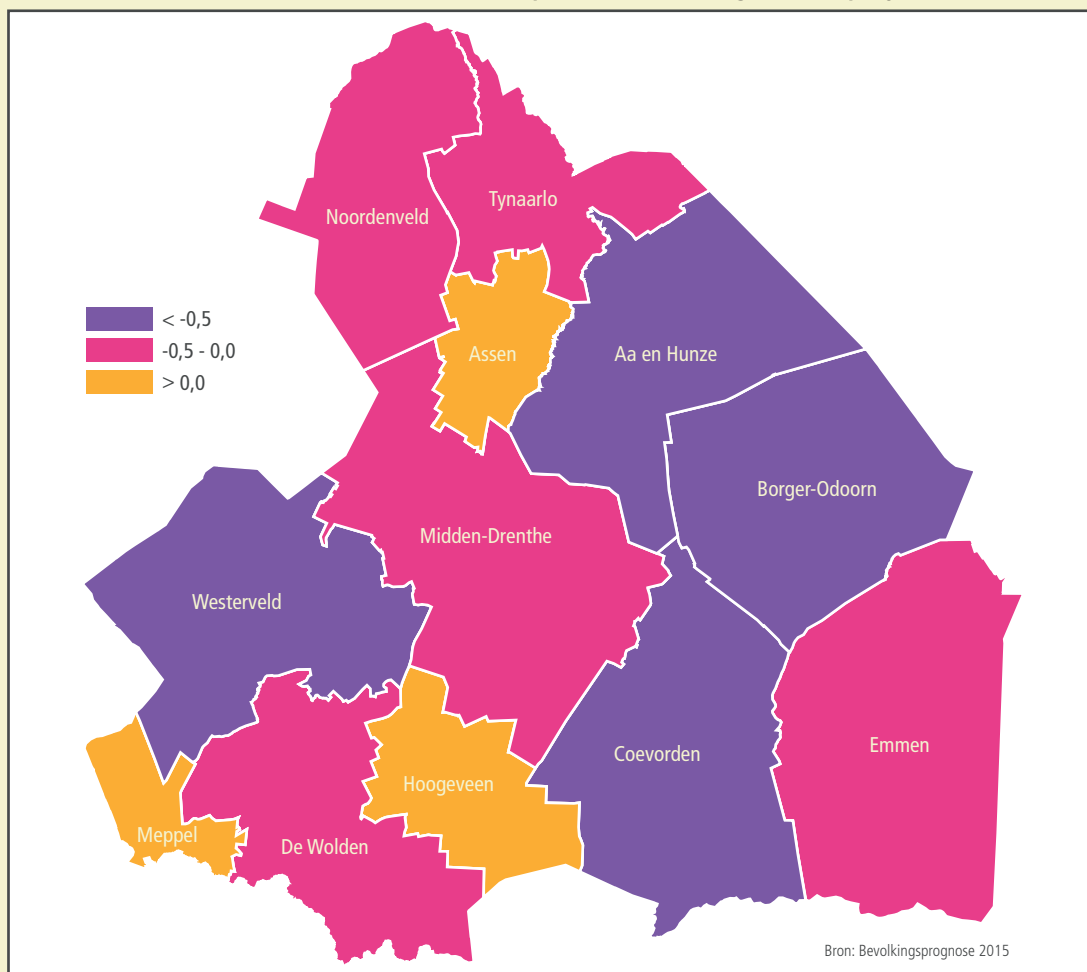 Noordenveld
Tynaarlo
< -0,5
-0,5 - 0,0
> 0,0
Assen
Aa en Hunze
Borger-Odoorn
Midden-Drenthe
Westerveld
Coevorden
Emmen
Hoogeveen
Meppel
De Wolden
Bron: Bevolkingsprognose 2015